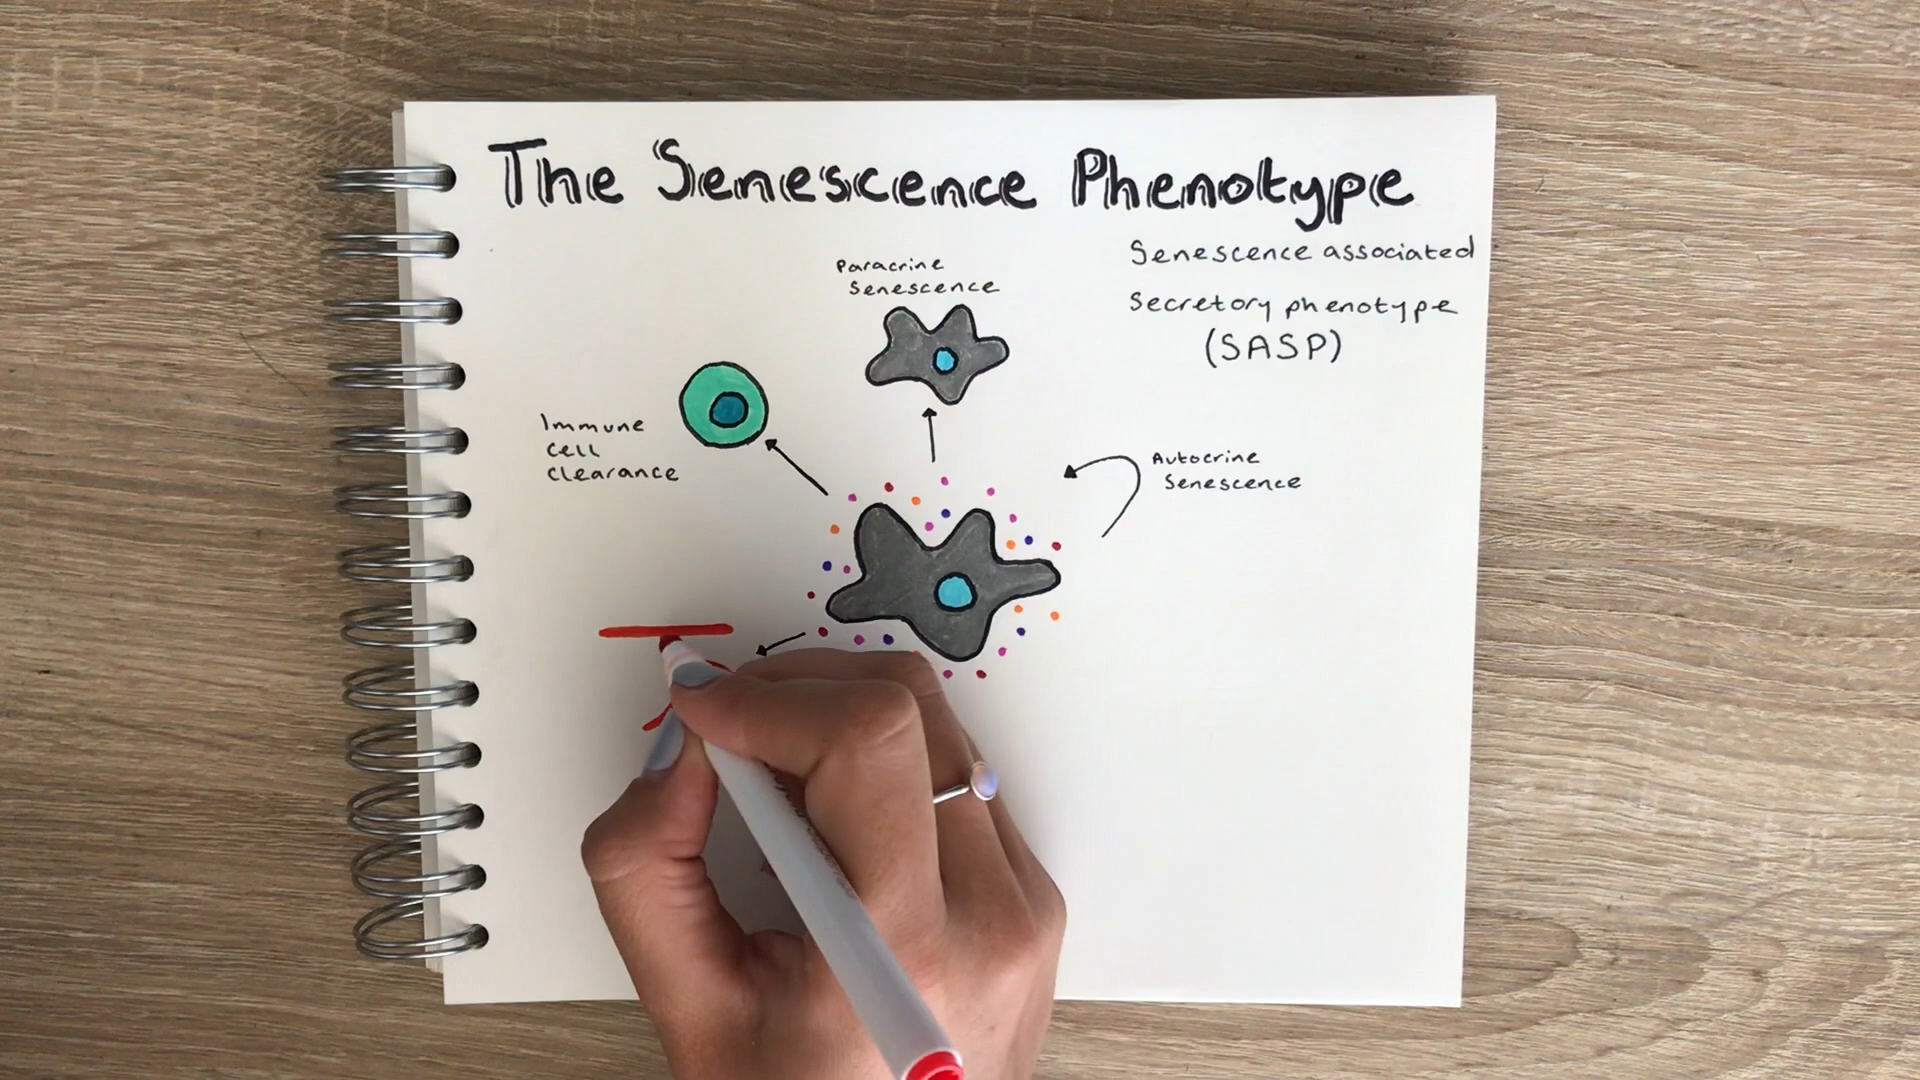 The Senescence Phenotype
Senescence associated
Secretory phenotype
(SASP)
Paracrine
Senescence
Immune
cell
clearance
Autocrine
Senescence